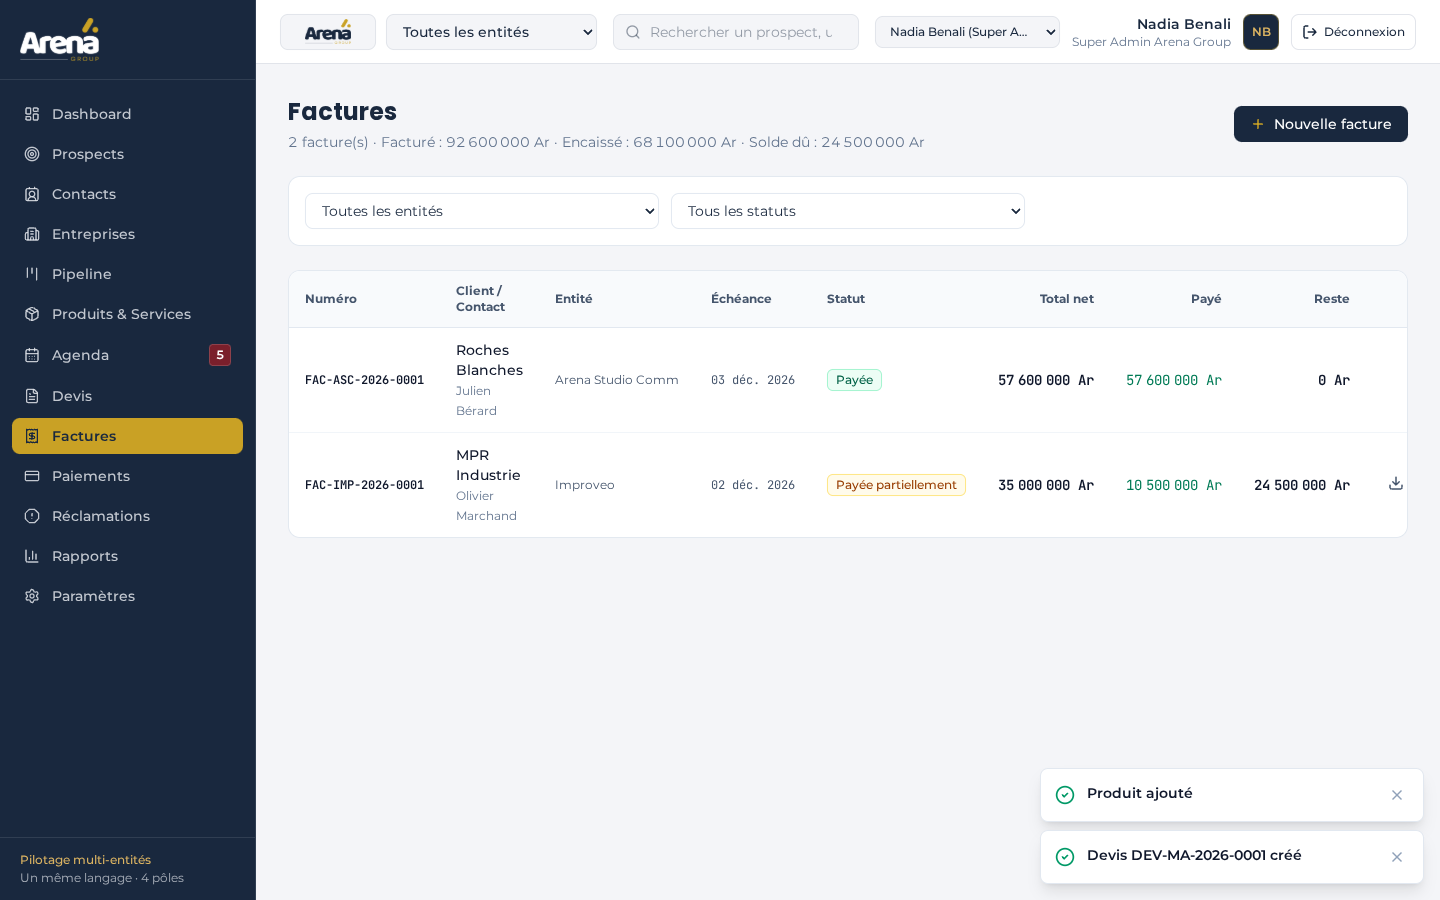 Arena
GROUP
Dashboard
Prospects
Contacts
Entreprises
Pipeline
Produits & Services
Agenda
5
Devis
Factures
Paiements
Réclamations
Rapports
Paramètres
Pilotage multi-entités
Un même langage · 4 pôles
Arena
Toutes les entités
Rechercher un prospect, u
Nadia Benali (Super A...
Nadia Benali
Super Admin Arena Group
NB
Déconnexion
Factures
2 facture(s) · Facturé : 92 600 000 Ar · Encaissé : 68 100 000 Ar · Solde dû : 24 500 000 Ar
Nouvelle facture
Toutes les entités
Tous les statuts
Numéro
Client /
Contact
Entité
Échéance
Statut
Total net
Payé
Reste
FAC-ASC-2026-0001
Roches
Blanches
Julien
Bérard
Arena Studio Comm
03 déc. 2026
Payée
57 600 000 Ar
57 600 000 Ar
0 Ar
FAC-IMP-2026-0001
MPR
Industrie
Olivier
Marchand
Improveo
02 déc. 2026
Payée partiellement
35 000 000 Ar
10 500 000 Ar
24 500 000 Ar
Produit ajouté
Devis DEV-MA-2026-0001 créé